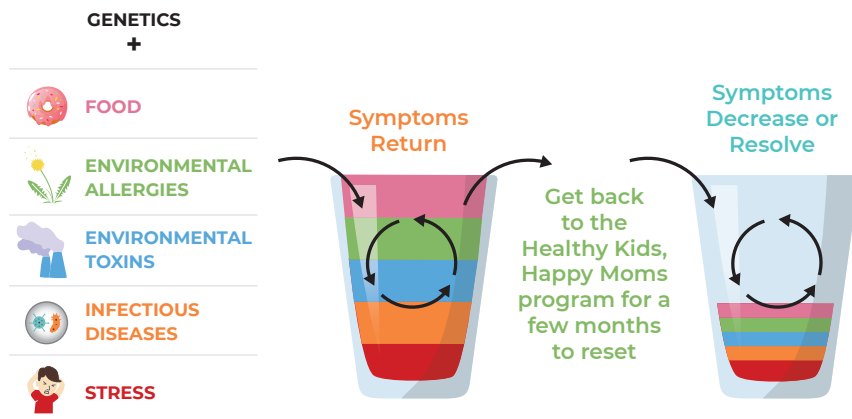 GENETICS
+
FOOD
ENVIRONMENTAL
ALLERGIES
ENVIRONMENTAL
TOXINS
INFECTIOUS
DISEASES
STRESS
Symptoms
Return
Get back
to the
Healthy Kids,
Happy Moms
program for a
few months
to reset
Symptoms
Decrease or
Resolve